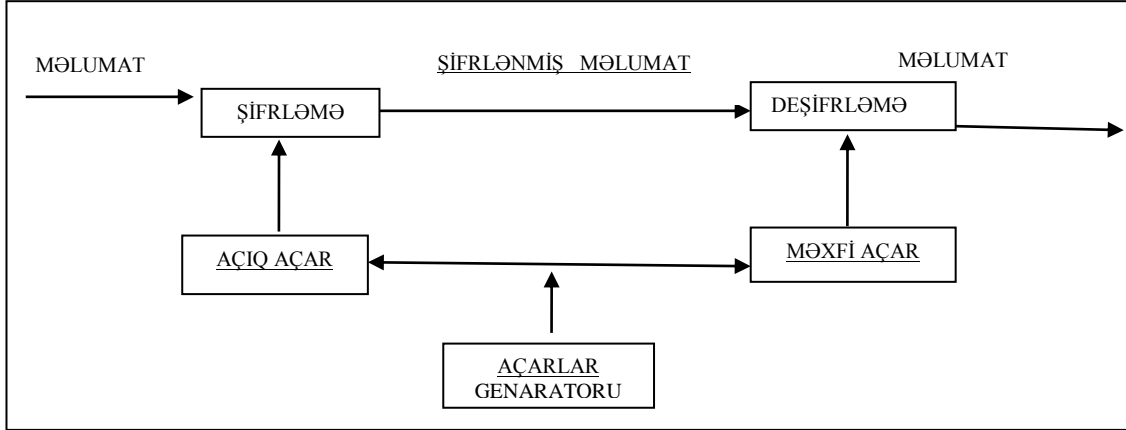 MƏLUMAT
ŞİFRLƏNMİŞ MƏLUMAT
MƏLUMAT
ŞİFRLƏMƏ
DEŞİFRLƏMƏ
AÇIQ AÇAR
MƏXFİ AÇAR
AÇARLAR
GENARATORU